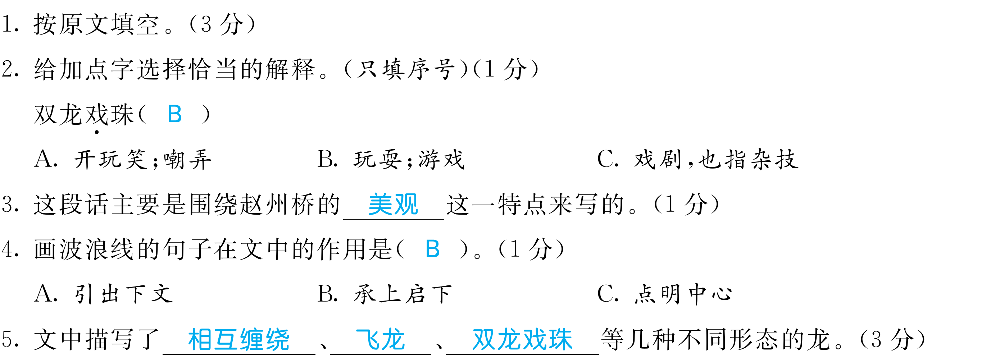 1. 按原文填空。(3 分)
2. 给加点字选择恰当的解释。(只填序号)(1 分)
双龙戏珠( B )
A. 开玩笑;嘲弄 B. 玩耍;游戏 C. 戏剧,也指杂技
3. 这段话主要是围绕赵州桥的 美观 这一特点来写的。(1 分)
4. 画波浪线的句子在文中的作用是( B )。(1 分)
A. 引出下文 B. 承上启下 C. 点明中心
5. 文中描写了 相互缠绕 、 飞龙 、 双龙戏珠 等几种不同形态的龙。(3 分)